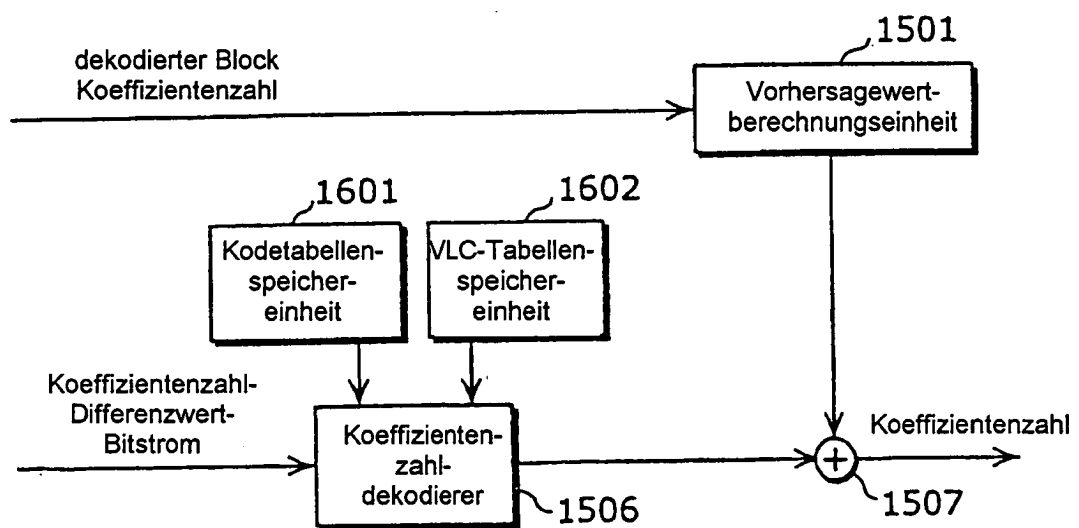 1501
dekodierter Block
Koeffizientenzahl
Vorhersagewert-
berechnungseinheit
1601
1602
Kodetabellen-
speicher-
einheit
VLC-Tabellen-
speicher-
einheit
Koeffizientenzahl-
Differenzwert-
Bitstrom
Koeffizienten-
zahl-
dekodierer
Koeffizientenzahl
+
1506
1507